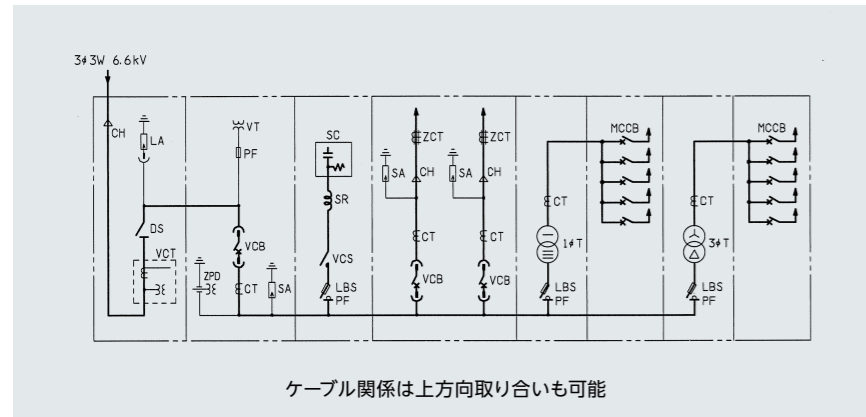 3φ3W 6.6kV
CH
LA
DS
VCT
VT
PF
VCB
ZPD
CT
SA
SC
SR
VCS
LBS
PF
ZCT
ZCT
SA
CH
SA
CH
CT
CT
VCB
VCB
CT
1φT
LBS
PF
MCCB
CT
3φT
LBS
PF
MCCB
ケーブル関係は上方向取り合いも可能